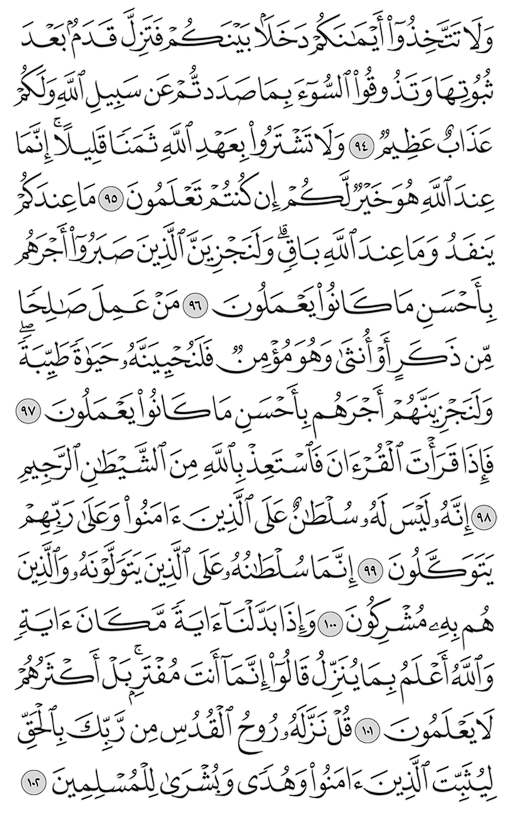 وَلَا تَتَّخِذُوٓا۟ أَيْمَـٰنَكُمْ دَخَلًۢا بَيْنَكُمْ فَتَزِلَّ قَدَمٌۢ بَعْدَ
ثُبُوتِهَا وَتَذُوقُوا۟ ٱلسُّوٓءَ بِمَا صَدَدتُّمْ عَن سَبِيلِ ٱللَّهِ وَلَكُمْ
عَذَابٌ عَظِيمٌ ٩٤ وَلَا تَشْتَرُوا۟ بِعَهْدِ ٱللَّهِ ثَمَنًا قَلِيلًا ۚ إِنَّمَا
عِندَ ٱللَّهِ هُوَ خَيْرٌ لَّكُمْ إِن كُنتُمْ تَعْلَمُونَ ٩٥ مَا عِندَكُمْ
يَنفَدُ وَمَا عِندَ ٱللَّهِ بَاقٍ ۗ وَلَنَجْزِيَنَّ ٱلَّذِينَ صَبَرُوٓا۟ أَجْرَهُم
بِأَحْسَنِ مَا كَانُوا۟ يَعْمَلُونَ ٩٦ مَنْ عَمِلَ صَـٰلِحًا
مِّن ذَكَرٍ أَوْ أُنثَىٰ وَهُوَ مُؤْمِنٌ فَلَنُحْيِيَنَّهُۥ حَيَوٰةً طَيِّبَةً ۖ
وَلَنَجْزِيَنَّهُمْ أَجْرَهُم بِأَحْسَنِ مَا كَانُوا۟ يَعْمَلُونَ ٩٧
فَإِذَا قَرَأْتَ ٱلْقُرْءَانَ فَٱسْتَعِذْ بِٱللَّهِ مِنَ ٱلشَّيْطَـٰنِ ٱلرَّجِيمِ
٩٨ إِنَّهُۥ لَيْسَ لَهُۥ سُلْطَـٰنٌ عَلَى ٱلَّذِينَ ءَامَنُوا۟ وَعَلَىٰ رَبِّهِمْ
يَتَوَكَّلُونَ ٩٩ إِنَّمَا سُلْطَـٰنُهُۥ عَلَى ٱلَّذِينَ يَتَوَلَّوْنَهُۥ وَٱلَّذِينَ
هُم بِهِۦ مُشْرِكُونَ ١٠٠ وَإِذَا بَدَّلْنَآ ءَايَةً مَّكَانَ ءَايَةٍ ۙ
وَٱللَّهُ أَعْلَمُ بِمَا يُنَزِّلُ قَالُوٓا۟ إِنَّمَآ أَنتَ مُفْتَرٍۭ ۚ بَلْ أَكْثَرُهُمْ
لَا يَعْلَمُونَ ١٠١ قُلْ نَزَّلَهُۥ رُوحُ ٱلْقُدُسِ مِن رَّبِّكَ بِٱلْحَقِّ
لِيُثَبِّتَ ٱلَّذِينَ ءَامَنُوا۟ وَهُدًى وَبُشْرَىٰ لِلْمُسْلِمِينَ ١٠٢